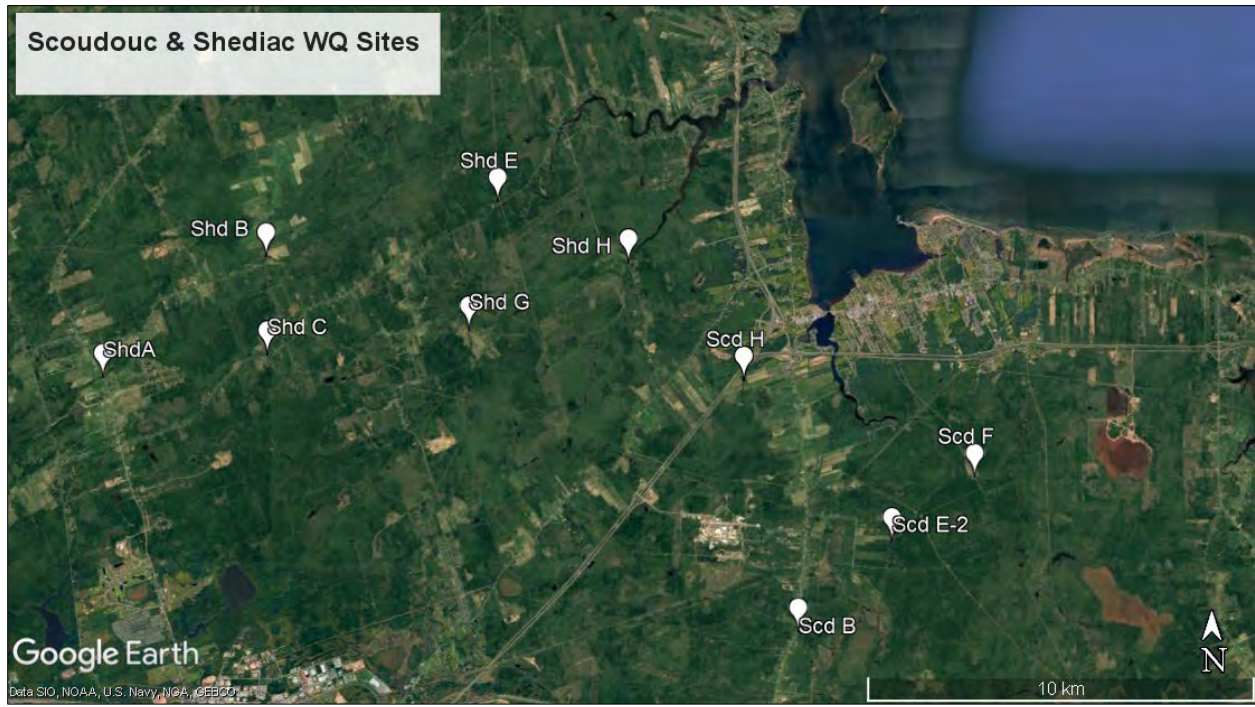 Scoudouc & Shediac WQ Sites
Shd E
Shd B
Shd H
Shd G
Shd C
Scd H
ShdA
Scd F
Scd E-2
Scd B
N
Google Earth
Data SIO, NOAA, U.S. Navy, NGA, GEBCO
10 km